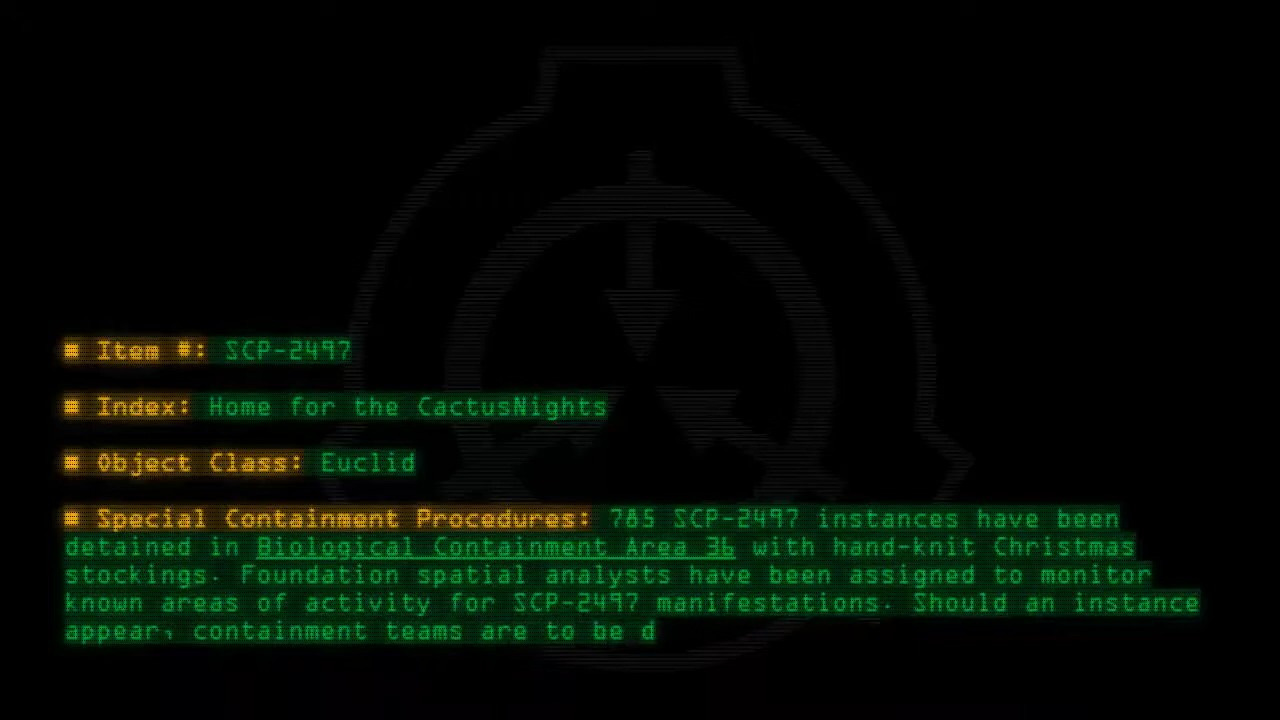 ■ Item #: SCP-2497
■ Index: Home for the CactusNights
■ Object Class: Euclid
■ Special Containment Procedures: 785 SCP-2497 instances have been
detained in Biological Containment Area 36 with hand-knit Christmas
stockings. Foundation spatial analysts have been assigned to monitor
known areas of activity for SCP-2497 manifestations. Should an instance
appear, containment teams are to be d